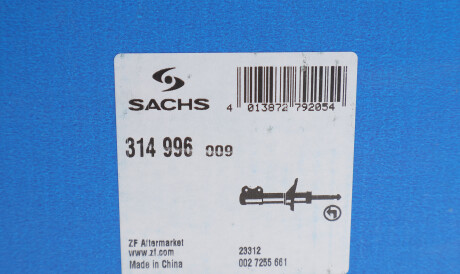 SACHS
4 013872 792054
314 996 009
ZF Aftermarket
www.zf.com
Made in China
23312
002 7255 661